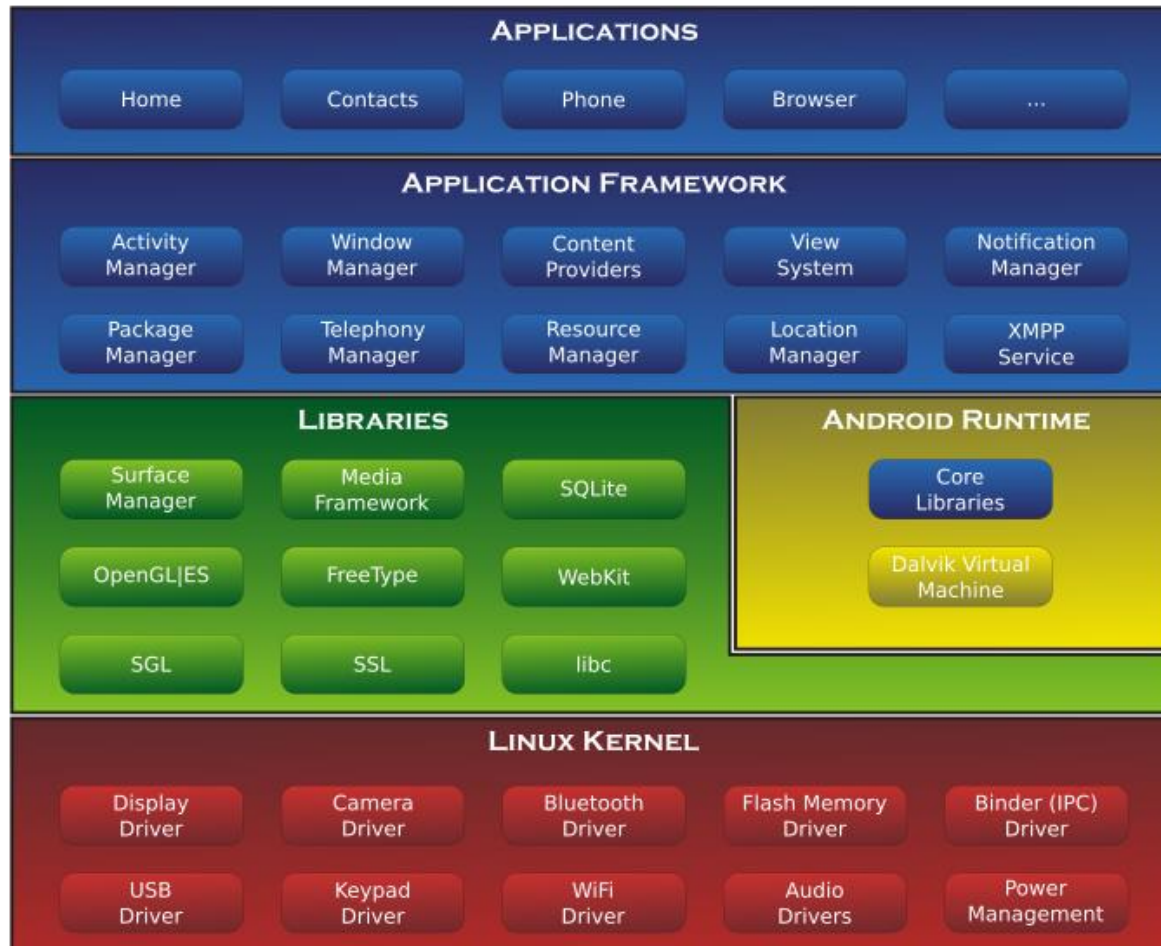 APPLICATIONS
Home
Contacts
Phone
Browser
...
APPLICATION FRAMEWORK
Activity
Manager
Window
Manager
Content
Providers
View
System
Notification
Manager
Package
Manager
Telephony
Manager
Resource
Manager
Location
Manager
XMPP
Service
LIBRARIES
Surface
Manager
Media
Framework
SQLite
OpenGL|ES
FreeType
WebKit
SGL
SSL
libc
ANDROID RUNTIME
Core
Libraries
Dalvik Virtual
Machine
LINUX KERNEL
Display
Driver
Camera
Driver
Bluetooth
Driver
Flash Memory
Driver
Binder (IPC)
Driver
USB
Driver
Keypad
Driver
WiFi
Driver
Audio
Drivers
Power
Management